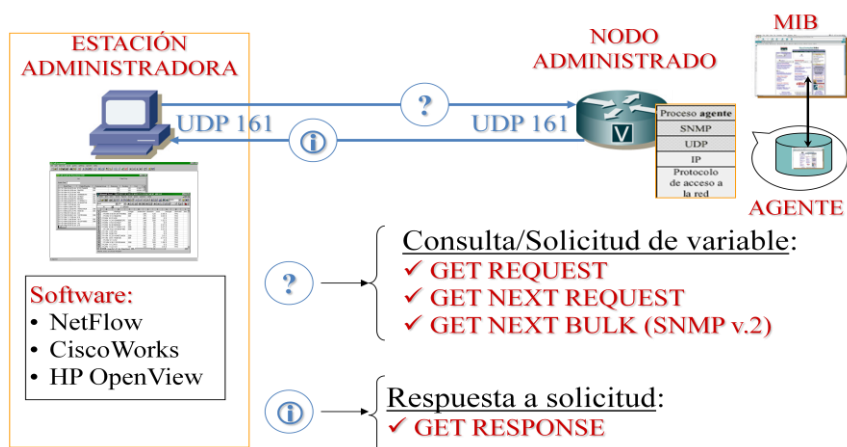 ESTACIÓN
ADMINISTRADORA
NODO
ADMINISTRADO
MIB
?
UDP 161
UDP 161
i
V
Proceso agente
SNMP
UDP
IP
Protocolo
de acceso a
la red
AGENTE
Software:
• NetFlow
• CiscoWorks
• HP OpenView
?
Consulta/Solicitud de variable:
✓ GET REQUEST
✓ GET NEXT REQUEST
✓ GET NEXT BULK (SNMP v.2)
i
Respuesta a solicitud:
✓ GET RESPONSE